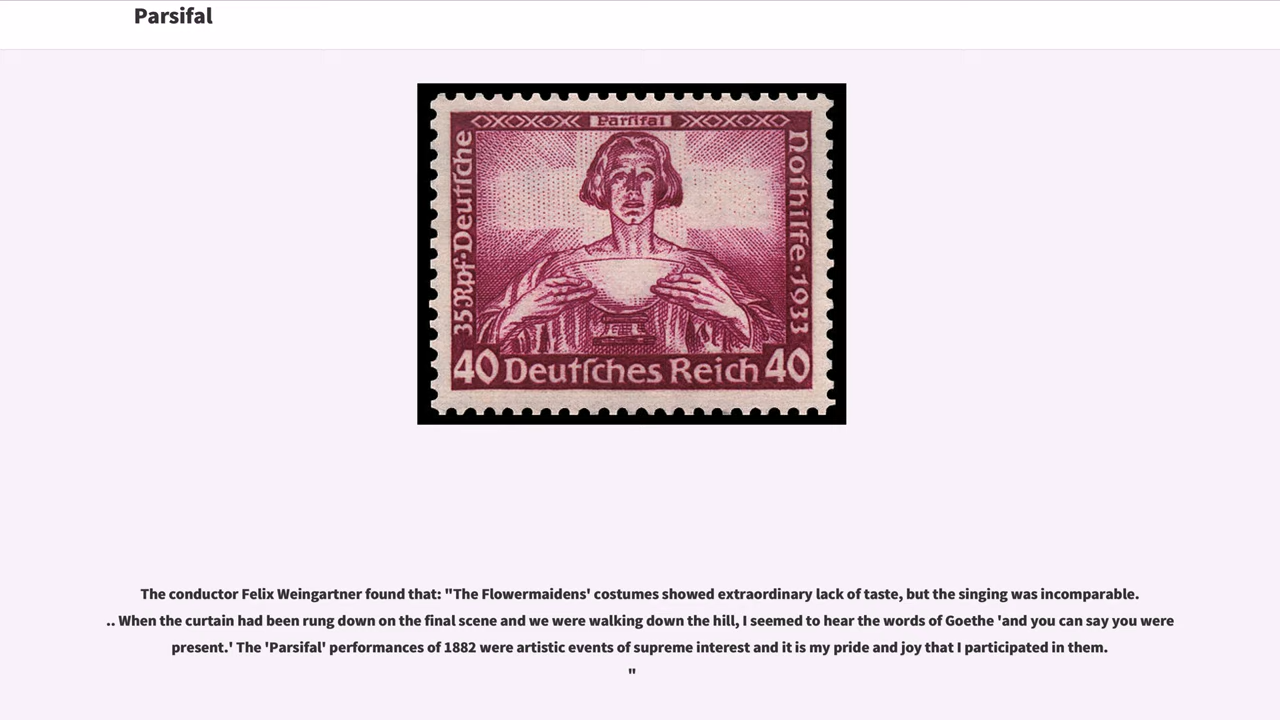 Parsifal
Parsifal
35Rpf·Deutſche
Nothilfe·1933
40 Deutſches Reich 40
The conductor Felix Weingartner found that: "The Flowermaidens' costumes showed extraordinary lack of taste, but the singing was incomparable.
.. When the curtain had been rung down on the final scene and we were walking down the hill, I seemed to hear the words of Goethe 'and you can say you were
present.' The 'Parsifal' performances of 1882 were artistic events of supreme interest and it is my pride and joy that I participated in them.
"